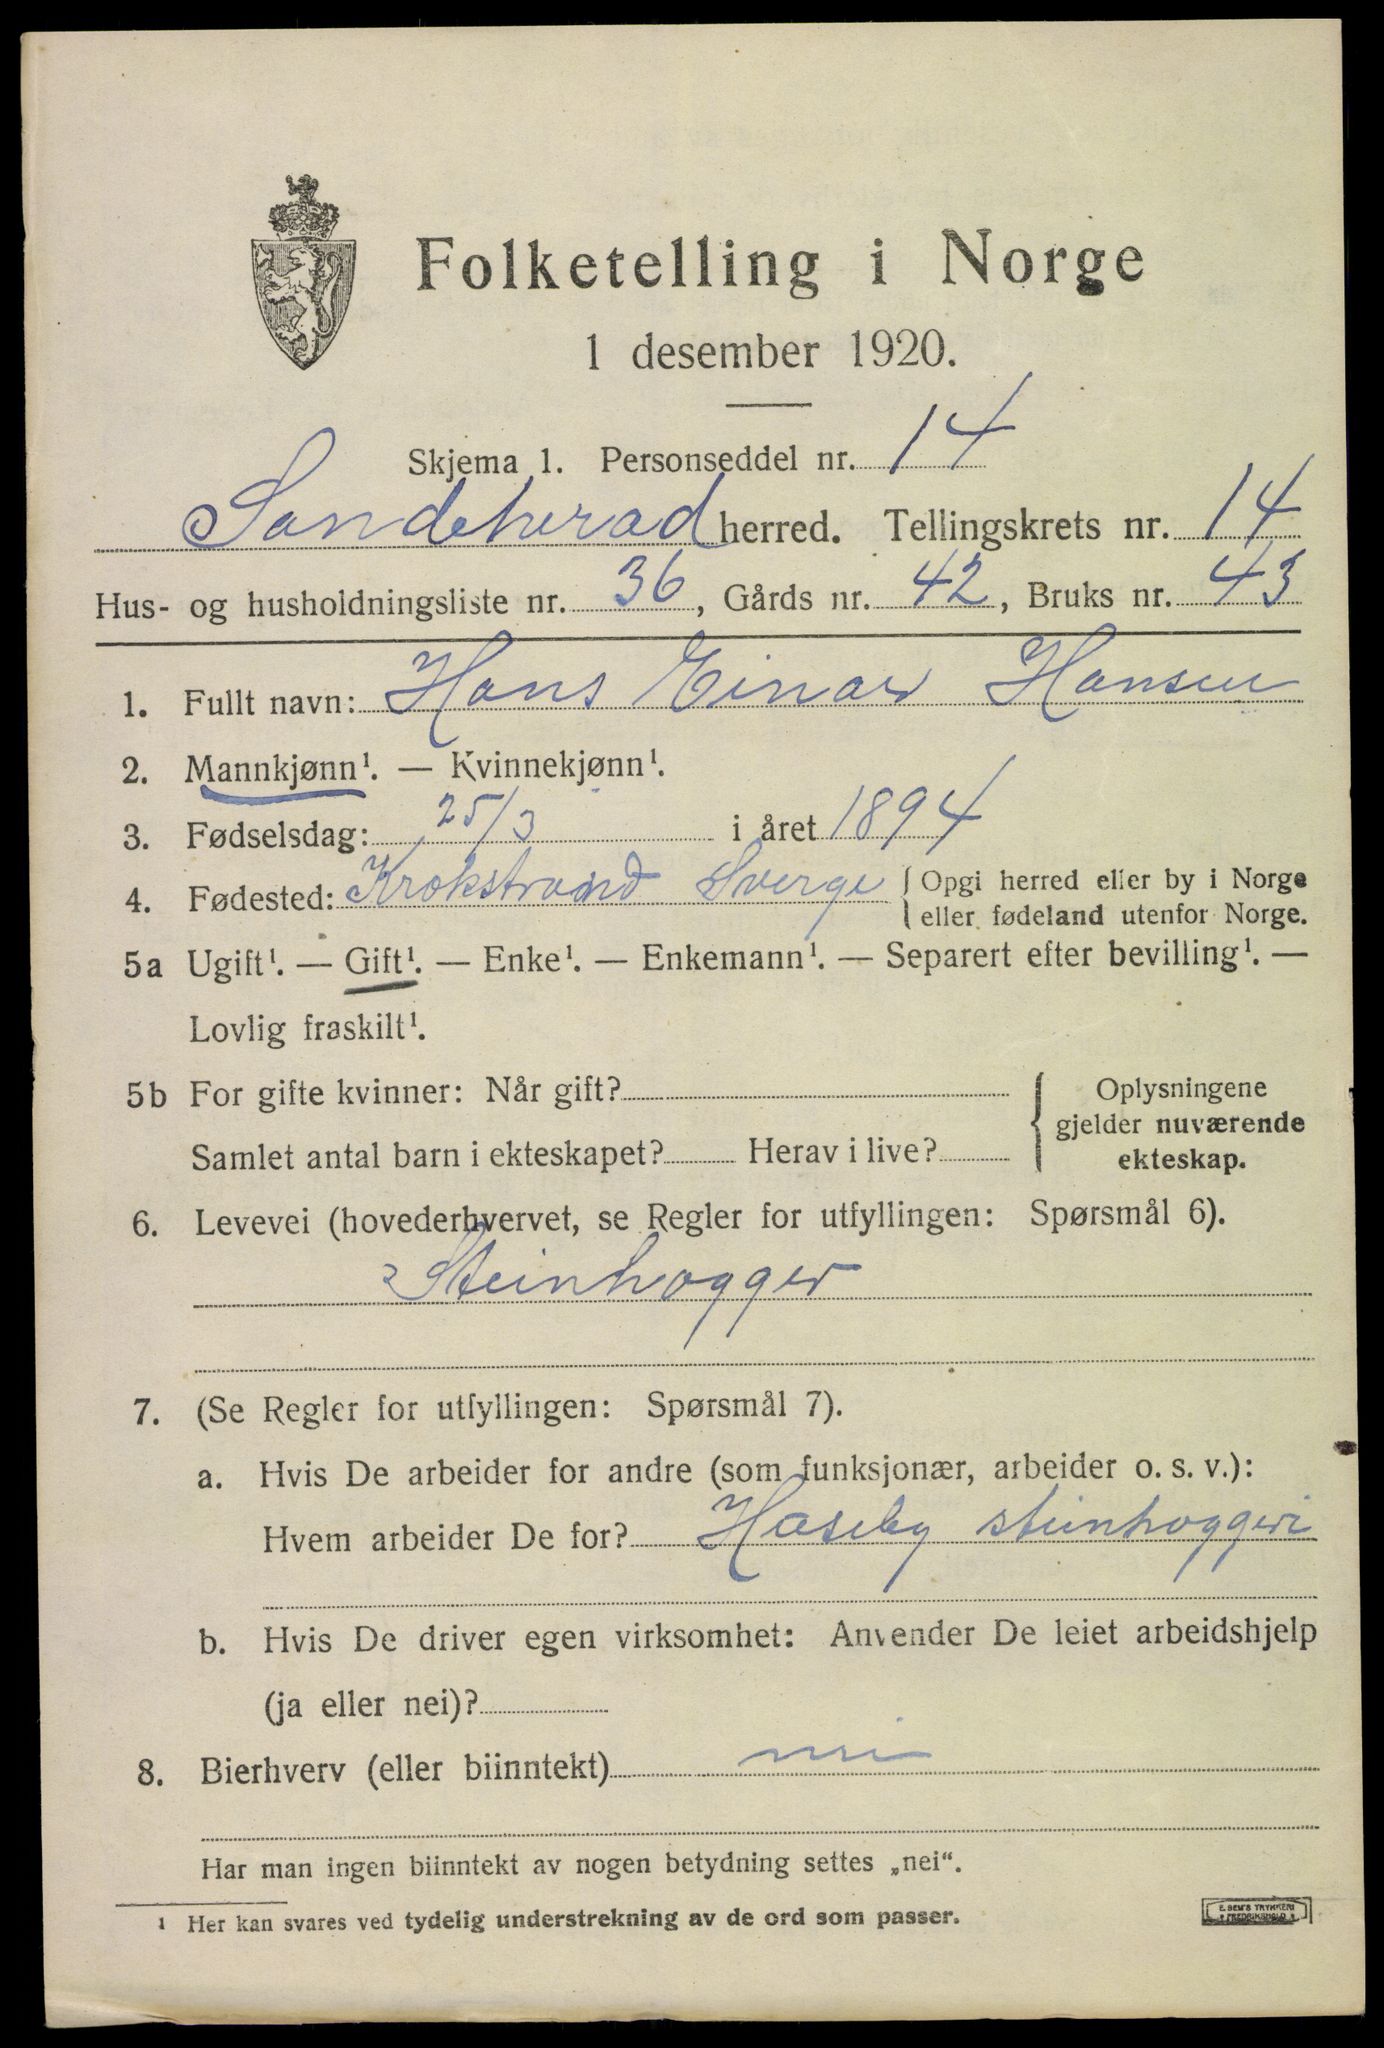 Folketelling i Norge
1 desember 1920.
Skjema 1. Personseddel nr. 14
Sandeherad herred. Tellingskrets nr. 14
Hus- og husholdningsliste nr. 36, Gårds nr. 42, Bruks nr. 43
1. Fullt navn: Hans Einar Hansen
2. Mannkjønn¹. — Kvinnekjønn¹.
3. Fødselsdag: 25/3 i året 1894
4. Fødested: Krokstrand Sverge { Opgi herred eller by i Norge
eller fødeland utenfor Norge.
5a Ugift¹. — Gift¹. — Enke¹. — Enkemann¹. — Separert efter bevilling¹. —
Lovlig fraskilt¹.
5b For gifte kvinner: Når gift? { Oplysningene
gjelder nuværende
Samlet antal barn i ekteskapet? Herav i live? ekteskap.
6. Levevei (hovederhvervet, se Regler for utfyllingen: Spørsmål 6).
Steinhogger
7. (Se Regler for utfyllingen: Spørsmål 7).
a. Hvis De arbeider for andre (som funksjonær, arbeider o. s. v.):
Hvem arbeider De for? Haseby steinhoggeri
b. Hvis De driver egen virksomhet: Anvender De leiet arbeidshjelp
(ja eller nei)?
8. Bierhverv (eller biinntekt) nei
Har man ingen biinntekt av nogen betydning settes „nei“.
¹ Her kan svares ved tydelig understrekning av de ord som passer.
E. SEM'S TRYKKERI
FREDRIKSHALD